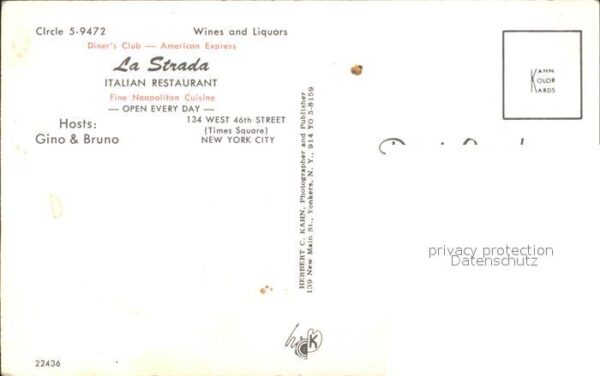 CIrcle 5-9472 Wines and Liquors
Diner's Club — American Express
La Strada
ITALIAN RESTAURANT
Fine Neapolitan Cuisine
— OPEN EVERY DAY —
Hosts:
Gino & Bruno
134 WEST 46th STREET
(Times Square)
NEW YORK CITY
HERBERT C. KAHN, Photographer and Publisher
139 New Main St., Yonkers, N. Y., 914 YO 5-8159
KAHN
KOLOR
KARDS
privacy protection
Datenschutz
K
22436